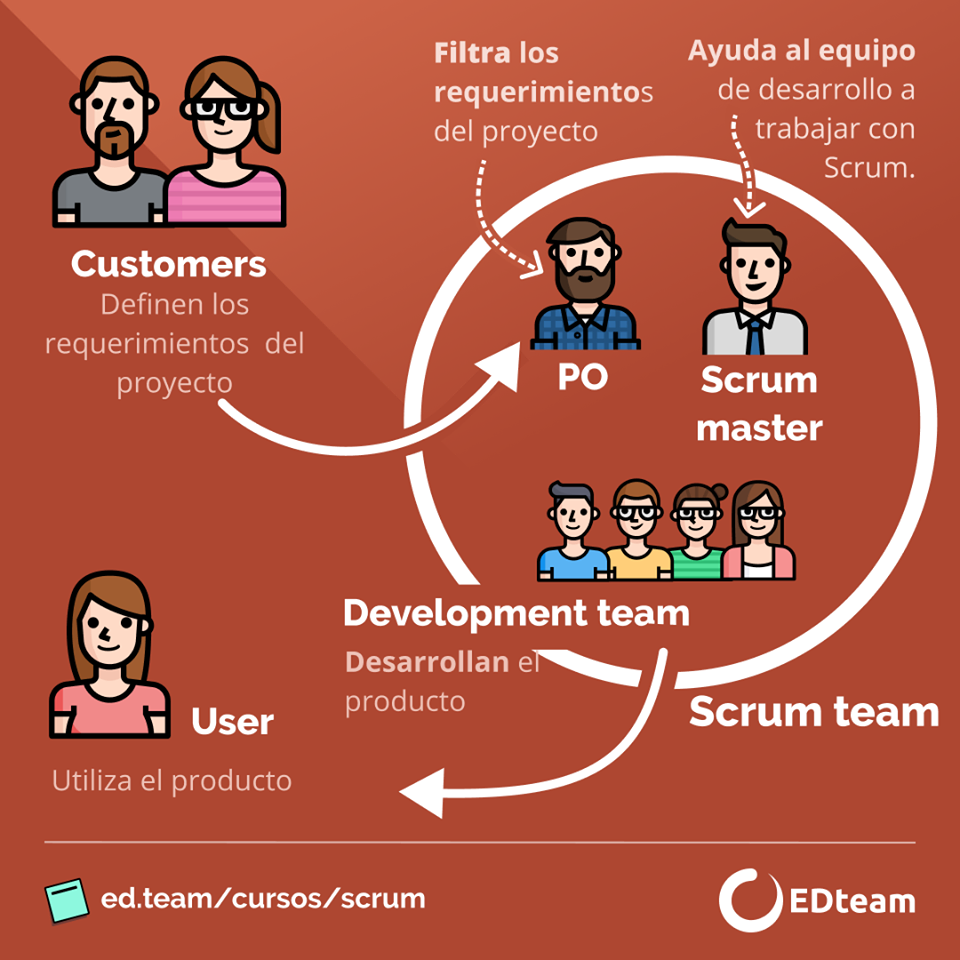 Filtra los
requerimientos
del proyecto
Ayuda al equipo
de desarrollo a
trabajar con
Scrum.
Customers
Definen los
requerimientos del
proyecto
PO
Scrum
master
Development team
Desarrollan el
producto
Scrum team
User
Utiliza el producto
ed.team/cursos/scrum
EDteam